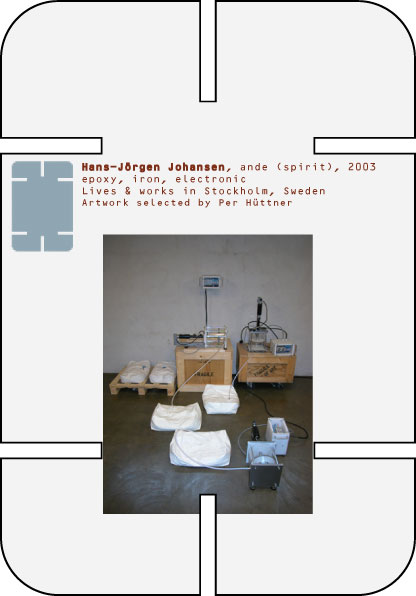 Hans-Jörgen Johansen, ande (spirit), 2003
epoxy, iron, electronic
Lives & works in Stockholm, Sweden
Artwork selected by Per Hüttner
FRAGILE